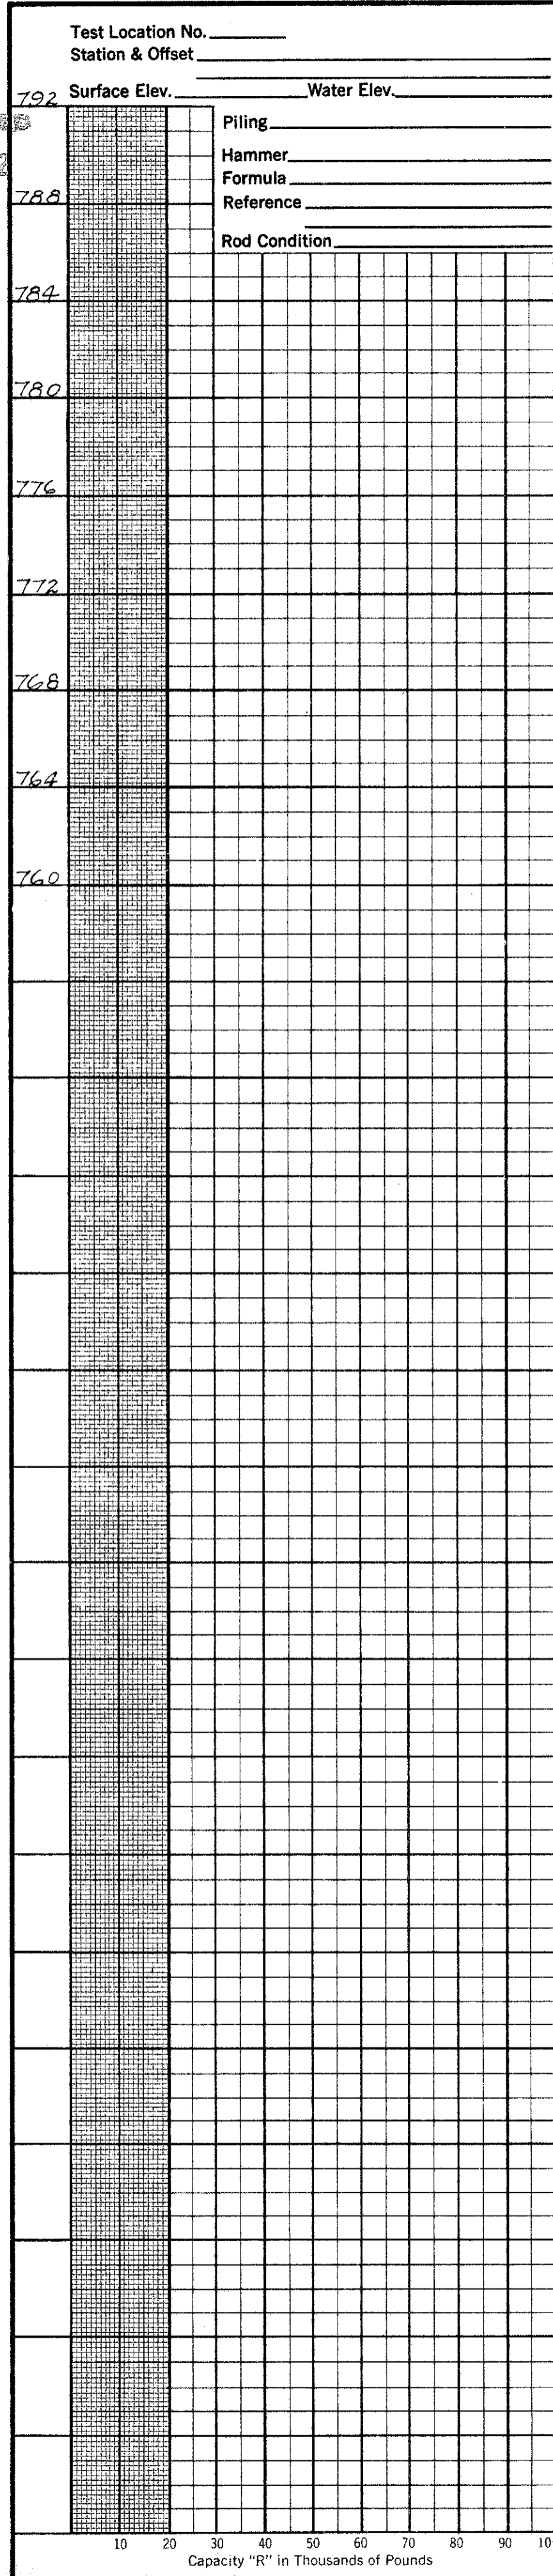 Test Location No.
Station & Offset
Surface Elev. Water Elev.
792
Piling
Hammer
Formula
788
Reference
Rod Condition
784
780
776
772
768
764
760
10 20 30 40 50 60 70 80 90
Capacity "R" in Thousands of Pounds